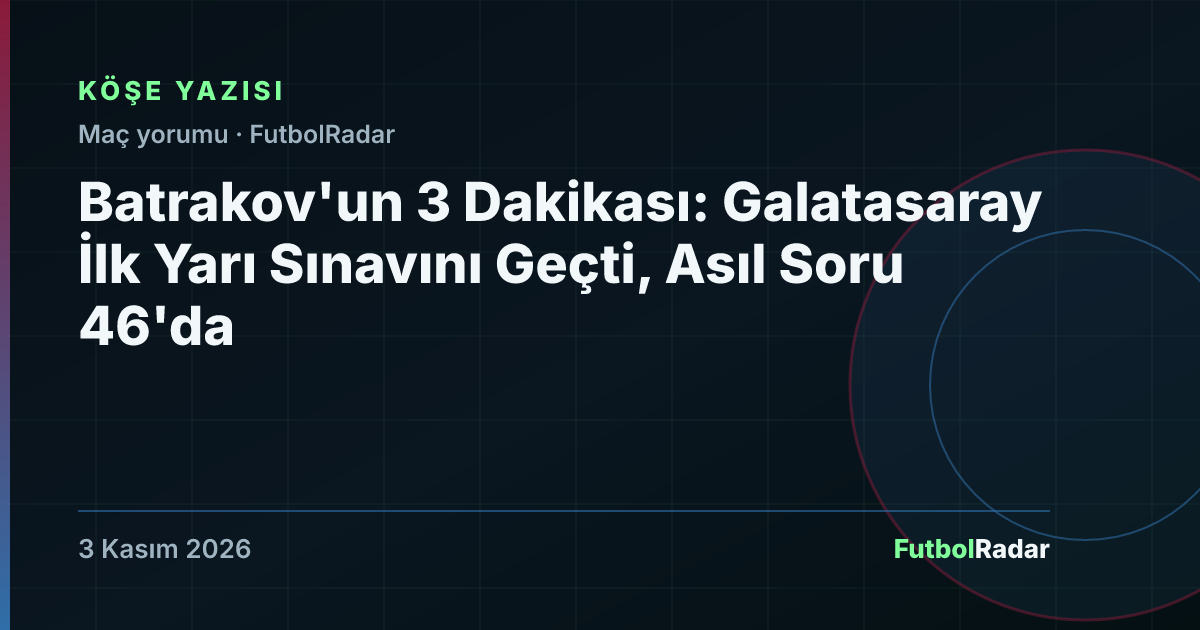 KÖŞE YAZISI
Maç yorumu · FutbolRadar
Batrakov'un 3 Dakikası: Galatasaray
İlk Yarı Sınavını Geçti, Asıl Soru
46'da
3 Kasım 2026
FutbolRadar